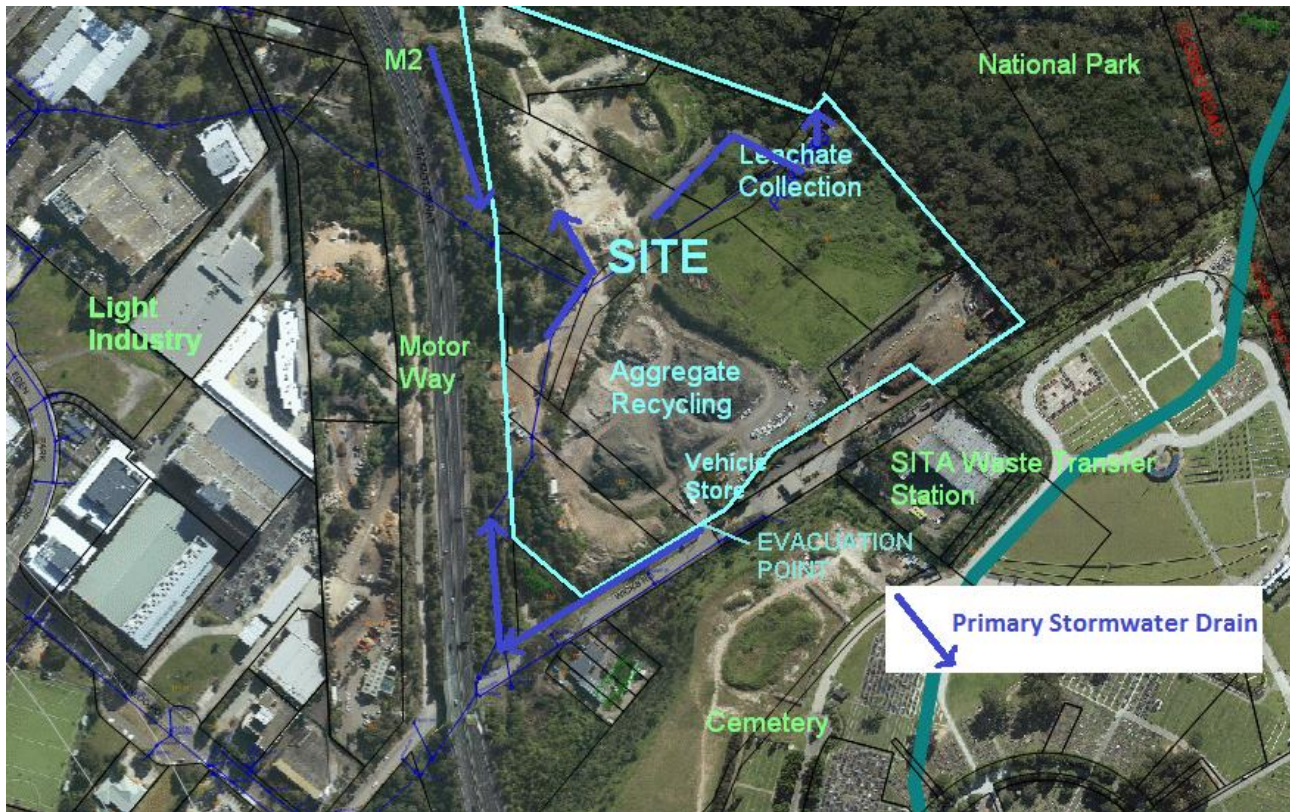 M2
National Park
Leachate
Collection
SITE
Light
Industry
Motor
Way
Aggregate
Recycling
Vehicle
Store
SITA Waste Transfer
Station
EVACUATION
POINT
Primary Stormwater Drain
Cemetery